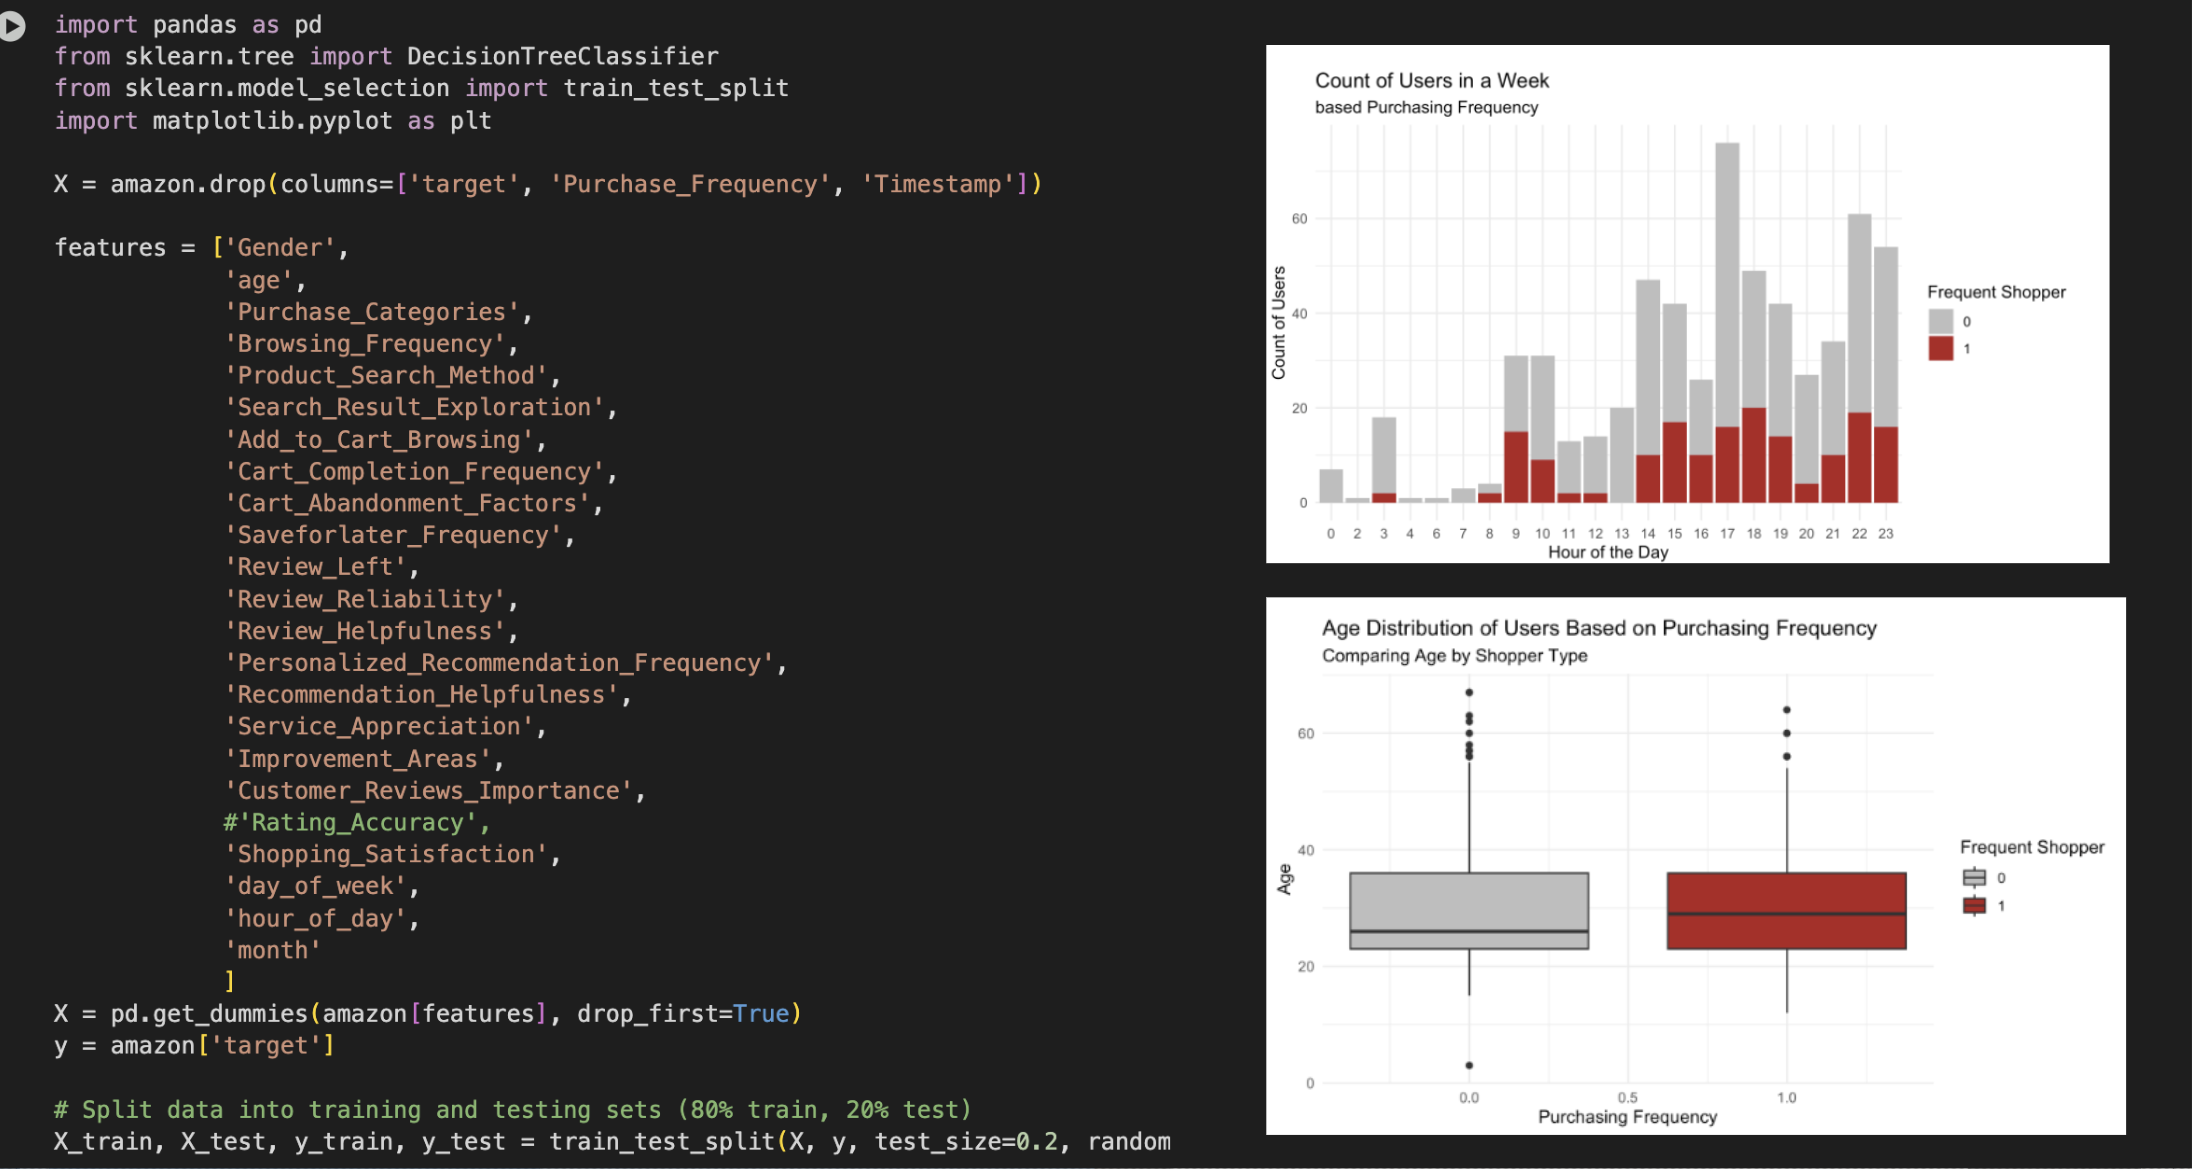 import pandas as pd
from sklearn.tree import DecisionTreeClassifier
from sklearn.model_selection import train_test_split
import matplotlib.pyplot as plt
X = amazon.drop(columns=['target', 'Purchase_Frequency', 'Timestamp'])
features = ['Gender',
'age',
'Purchase_Categories',
'Browsing_Frequency',
'Product_Search_Method',
'Search_Result_Exploration',
'Add_to_Cart_Browsing',
'Cart_Completion_Frequency',
'Cart_Abandonment_Factors',
'Saveforlater_Frequency',
'Review_Left',
'Review_Reliability',
'Review_Helpfulness',
'Personalized_Recommendation_Frequency',
'Recommendation_Helpfulness',
'Service_Appreciation',
'Improvement_Areas',
'Customer_Reviews_Importance',
#'Rating_Accuracy',
'Shopping_Satisfaction',
'day_of_week',
'hour_of_day',
'month'
]
X = pd.get_dummies(amazon[features], drop_first=True)
y = amazon['target']
# Split data into training and testing sets (80% train, 20% test)
X_train, X_test, y_train, y_test = train_test_split(X, y, test_size=0.2, random
Count of Users in a Week
based Purchasing Frequency
Count of Users
60
40
20
0
0 2 3 4 6 7 8 9 10 11 12 13 14 15 16 17 18 19 20 21 22 23
Hour of the Day
Frequent Shopper
0
1
Age Distribution of Users Based on Purchasing Frequency
Comparing Age by Shopper Type
Age
60
40
20
0
0.0 0.5 1.0
Purchasing Frequency
Frequent Shopper
0
1